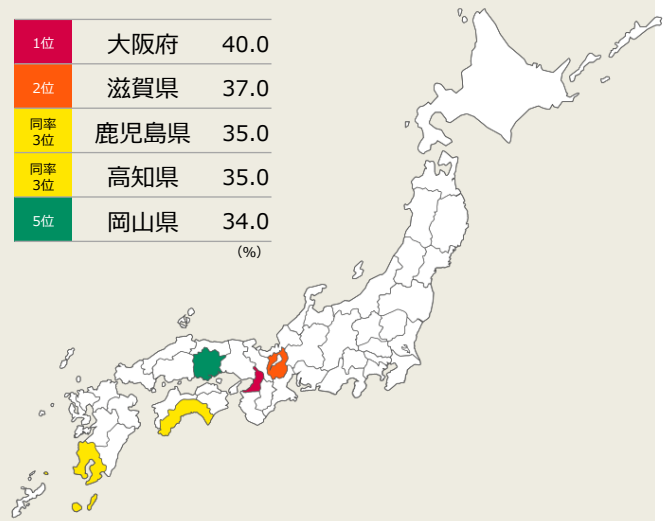 1位 大阪府 40.0
2位 滋賀県 37.0
同率
3位 鹿児島県 35.0
同率
3位 高知県 35.0
5位 岡山県 34.0
(%)